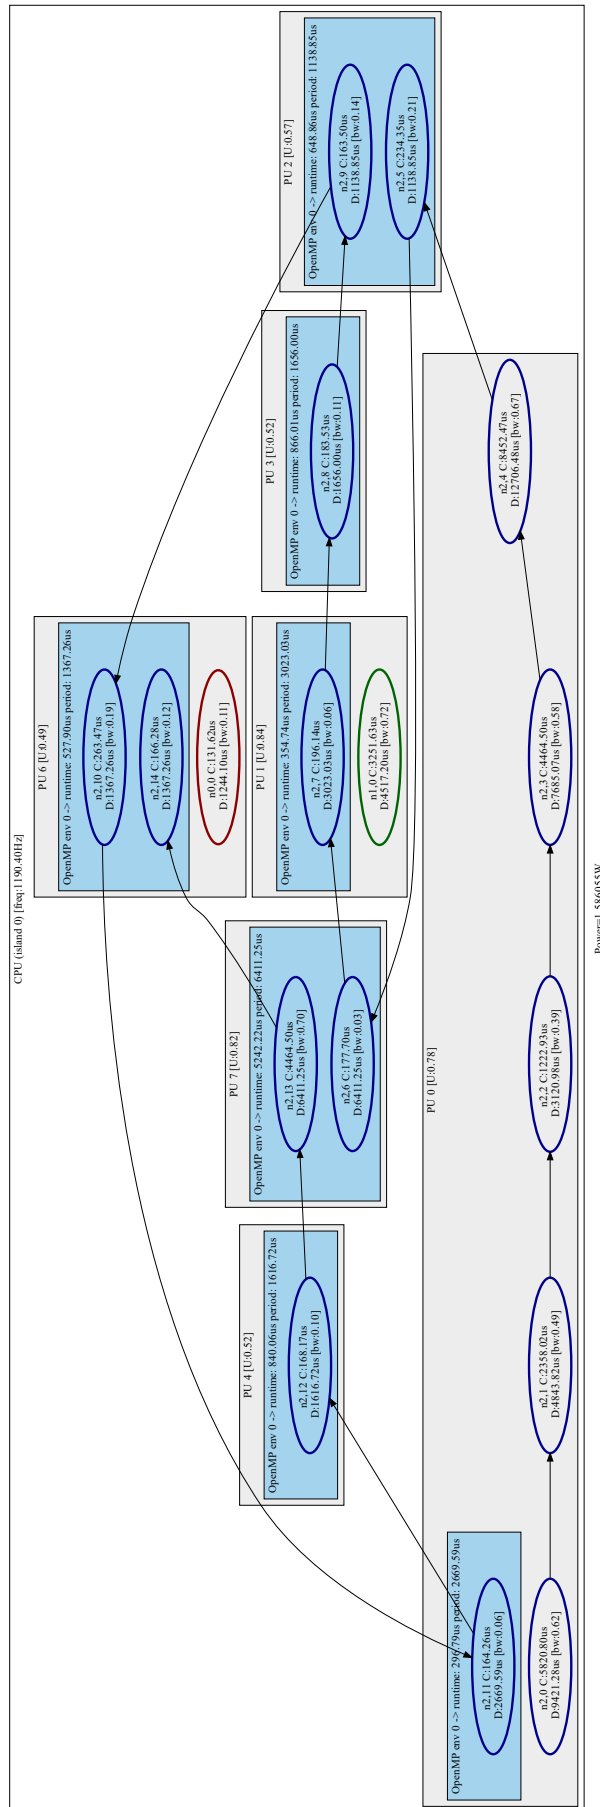 CPU (island 0) [freq:1190.40Hz]
PU 6 [U:0.49]
OpenMP env 0 -> runtime: 527.90us period: 1367.26us
n2,10 C:263.47us
D:1367.26us [bw:0.19]
n2,14 C:166.28us
D:1367.26us [bw:0.12]
n0,0 C:131.62us
D:1244.10us [bw:0.11]
PU 7 [U:0.82]
OpenMP env 0 -> runtime: 5242.22us period: 6411.25us
n2,13 C:4464.50us
D:6411.25us [bw:0.70]
n2,6 C:177.70us
D:6411.25us [bw:0.03]
PU 4 [U:0.52]
OpenMP env 0 -> runtime: 840.06us period: 1616.72us
n2,12 C:168.17us
D:1616.72us [bw:0.10]
PU 1 [U:0.84]
OpenMP env 0 -> runtime: 354.74us period: 3023.03us
n2,7 C:196.14us
D:3023.03us [bw:0.06]
n1,0 C:3251.63us
D:4517.20us [bw:0.72]
PU 3 [U:0.52]
OpenMP env 0 -> runtime: 866.01us period: 1656.00us
n2,8 C:183.53us
D:1656.00us [bw:0.11]
PU 2 [U:0.57]
OpenMP env 0 -> runtime: 648.86us period: 1138.85us
n2,9 C:163.50us
D:1138.85us [bw:0.14]
n2,5 C:234.35us
D:1138.85us [bw:0.21]
PU 0 [U:0.78]
OpenMP env 0 -> runtime: 296.79us period: 2669.59us
n2,11 C:164.26us
D:2669.59us [bw:0.06]
n2,0 C:5820.80us
D:9421.28us [bw:0.62]
n2,1 C:2358.02us
D:4843.82us [bw:0.49]
n2,2 C:1222.93us
D:3120.98us [bw:0.39]
n2,3 C:4464.50us
D:7685.07us [bw:0.58]
n2,4 C:8452.47us
D:12706.48us [bw:0.67]
Power=1.586055W